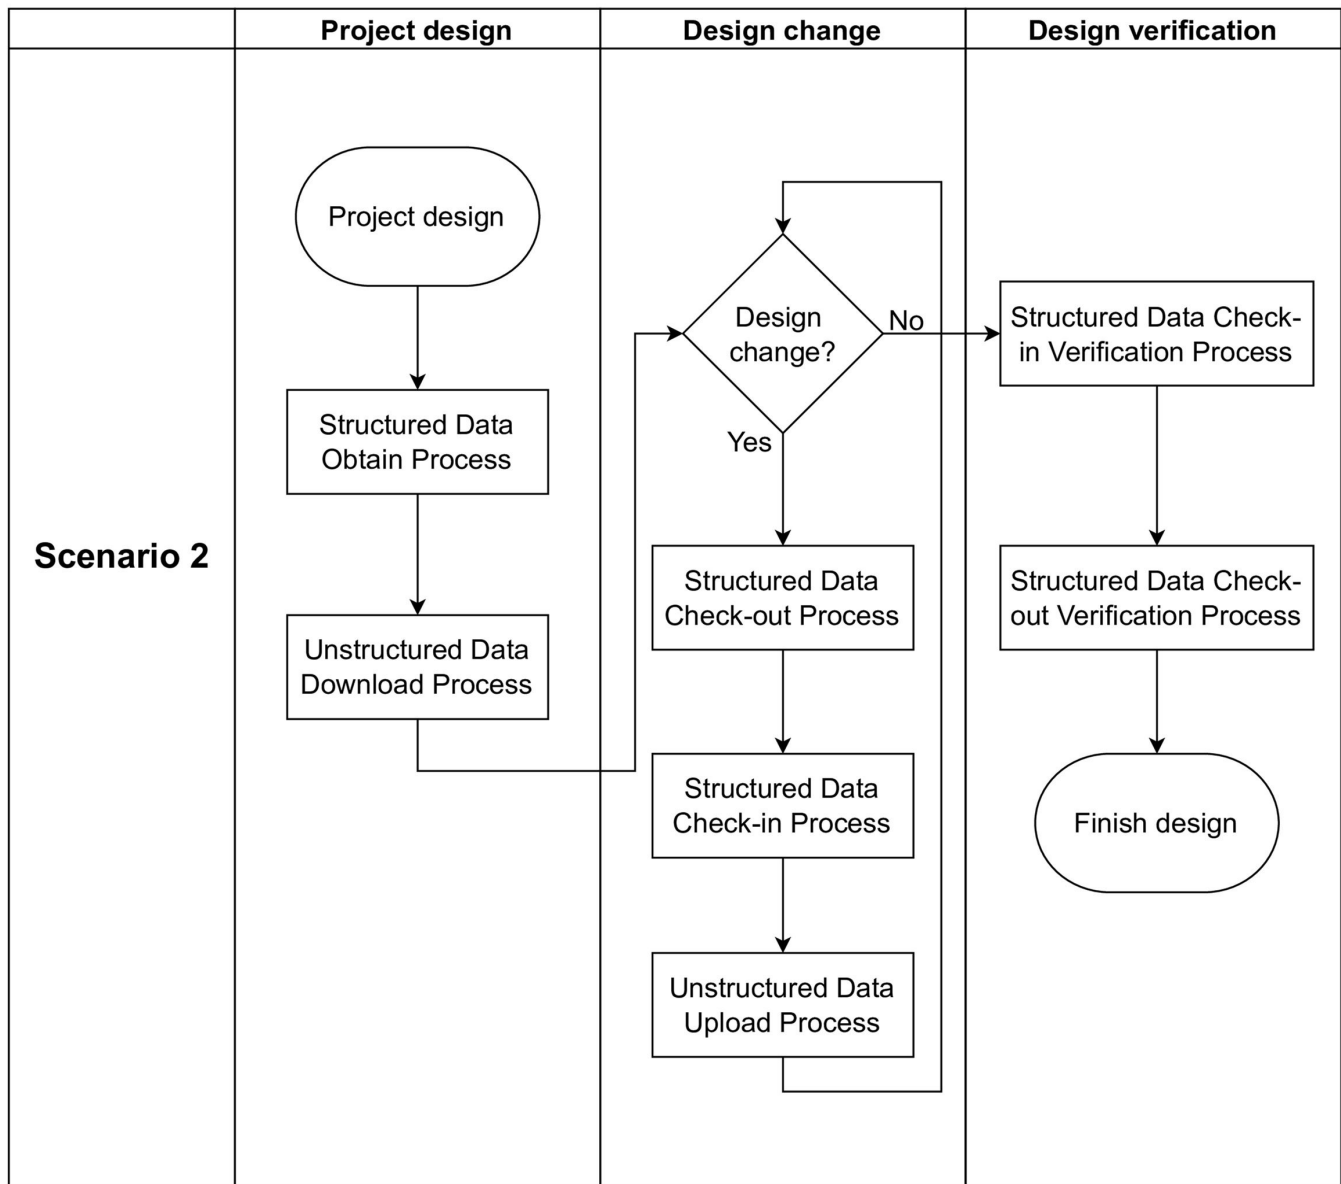 Project design
Design change
Design verification
Scenario 2
Project design
Structured Data
Obtain Process
Unstructured Data
Download Process
Design
change?
No
Yes
Structured Data
Check-out Process
Structured Data
Check-in Process
Unstructured Data
Upload Process
Structured Data Check-
in Verification Process
Structured Data Check-
out Verification Process
Finish design